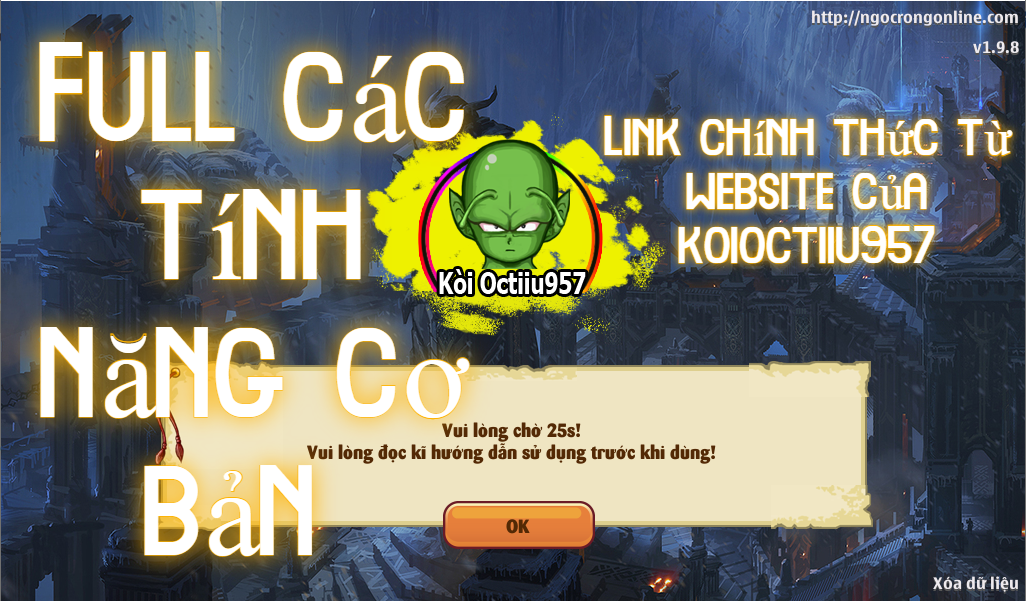 http://ngocrongonline.com
v1.9.8
FULL CáC
TíNH
NăNG CƠ
BảN
LINK CHíNH THứC Từ
WEBSITE CủA
KOIOCTIIU957
Kòi Octiiu957
Vui lòng chờ 25s!
Vui lòng đọc kĩ hướng dẫn sử dụng trước khi dùng!
OK
Xóa dữ liệu